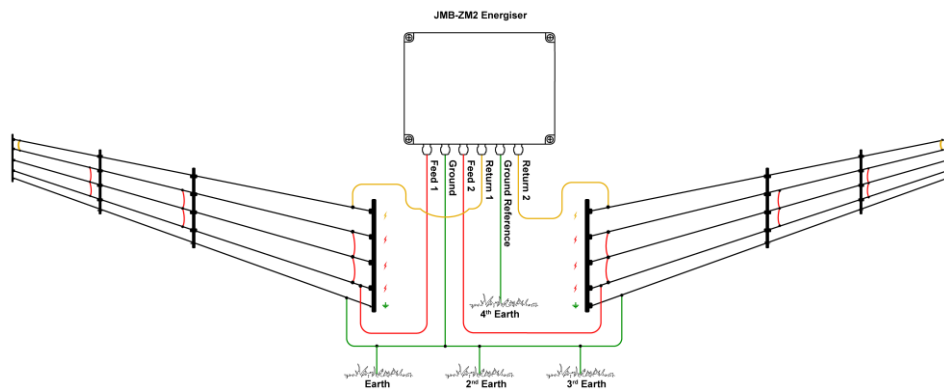 JMB-ZM2 Energiser
Feed 1
Ground
Feed 2
Return 1
Ground Reference
Return 2
4th Earth
Earth
2nd Earth
3rd Earth